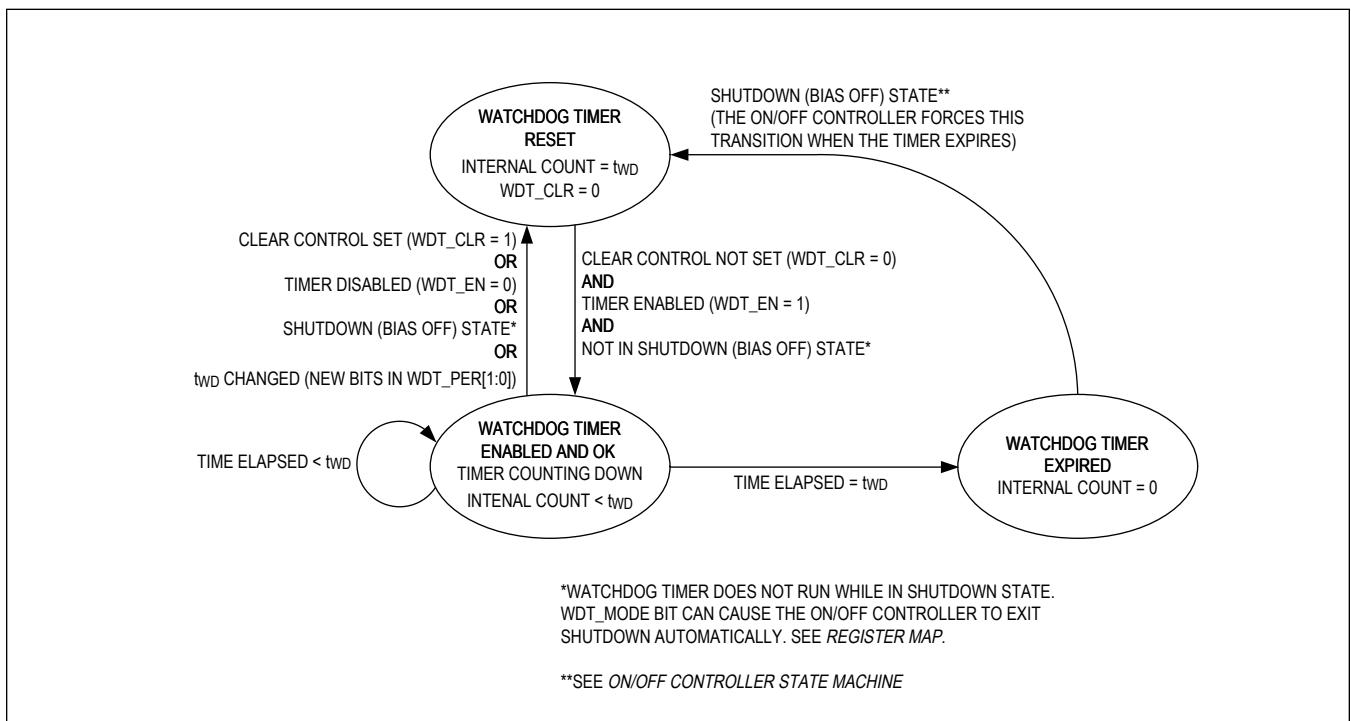 WATCHDOG TIMER
RESET
INTERNAL COUNT = tWD
WDT_CLR = 0
SHUTDOWN (BIAS OFF) STATE**
(THE ON/OFF CONTROLLER FORCES THIS
TRANSITION WHEN THE TIMER EXPIRES)
CLEAR CONTROL SET (WDT_CLR = 1)
OR
TIMER DISABLED (WDT_EN = 0)
OR
SHUTDOWN (BIAS OFF) STATE*
OR
tWD CHANGED (NEW BITS IN WDT_PER[1:0])
CLEAR CONTROL NOT SET (WDT_CLR = 0)
AND
TIMER ENABLED (WDT_EN = 1)
AND
NOT IN SHUTDOWN (BIAS OFF) STATE*
TIME ELAPSED < tWD
WATCHDOG TIMER
ENABLED AND OK
TIMER COUNTING DOWN
INTENAL COUNT < tWD
TIME ELAPSED = tWD
WATCHDOG TIMER
EXPIRED
INTERNAL COUNT = 0
*WATCHDOG TIMER DOES NOT RUN WHILE IN SHUTDOWN STATE.
WDT_MODE BIT CAN CAUSE THE ON/OFF CONTROLLER TO EXIT
SHUTDOWN AUTOMATICALLY. SEE REGISTER MAP.
**SEE ON/OFF CONTROLLER STATE MACHINE